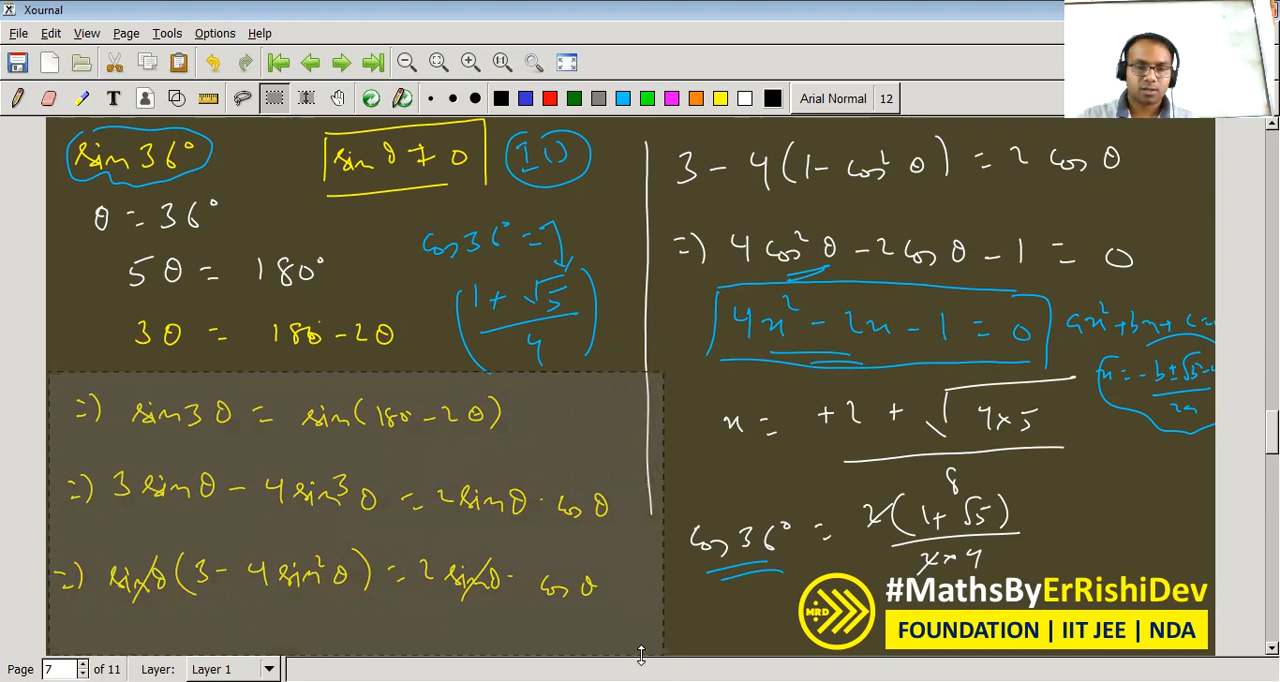 Xournal
File Edit View Page Tools Options Help
Arial Normal 12
sin 36°
sin θ ≠ 0
θ = 36°
5θ = 180°
3θ = 180 - 2θ
cos 36° =
(1 + √5 / 4)
=) sin 3θ = sin(180 - 2θ)
=) 3 sin θ - 4 sin³ θ = 2 sin θ · cos θ
=) sin θ (3 - 4 sin² θ) = 2 sin θ · cos θ
3 - 4(1 - cos² θ) = 2 cos θ
=) 4 cos² θ - 2 cos θ - 1 = 0
4x² - 2x - 1 = 0
ax² + bx + c =
x = +2 + √4×5 / 8
cos 36° = 2(1 + √5) / 2×4
MRD
#MathsByErRishiDev
FOUNDATION | IIT JEE | NDA
Page 7 of 11 Layer: Layer 1